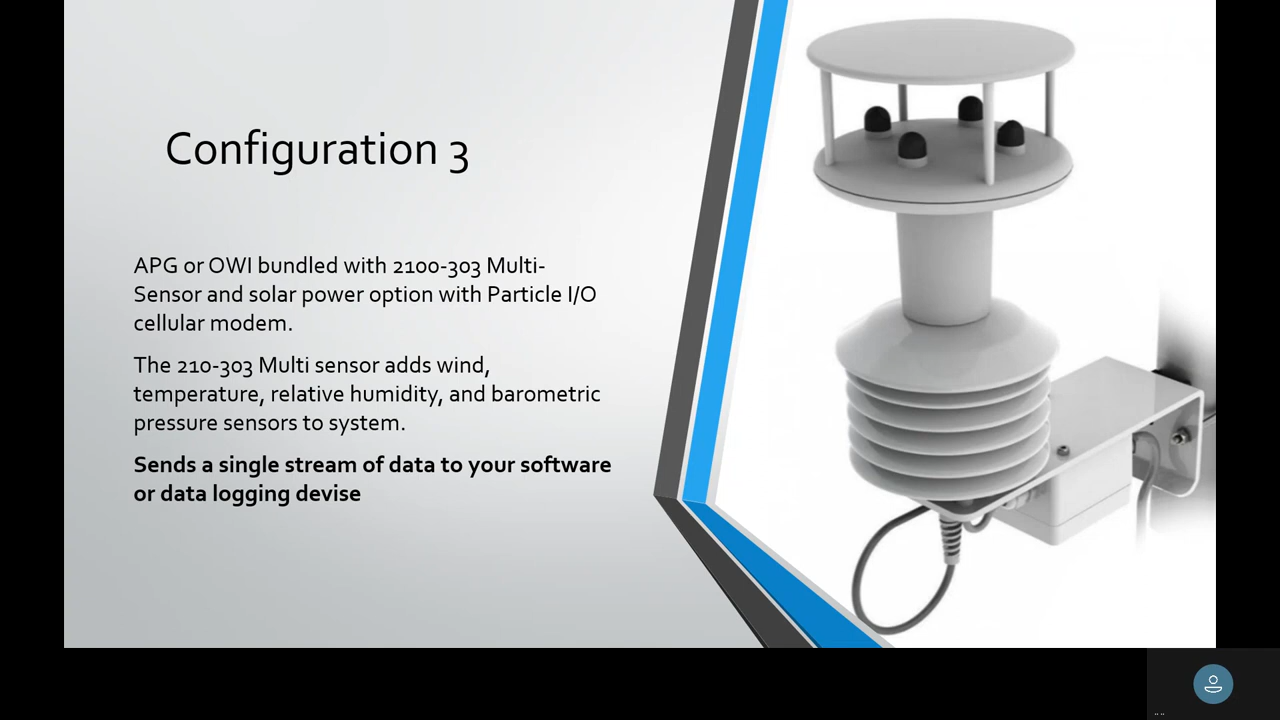 Configuration 3
APG or OWI bundled with 2100-303 Multi-
Sensor and solar power option with Particle I/O
cellular modem.
The 210-303 Multi sensor adds wind,
temperature, relative humidity, and barometric
pressure sensors to system.
Sends a single stream of data to your software
or data logging devise